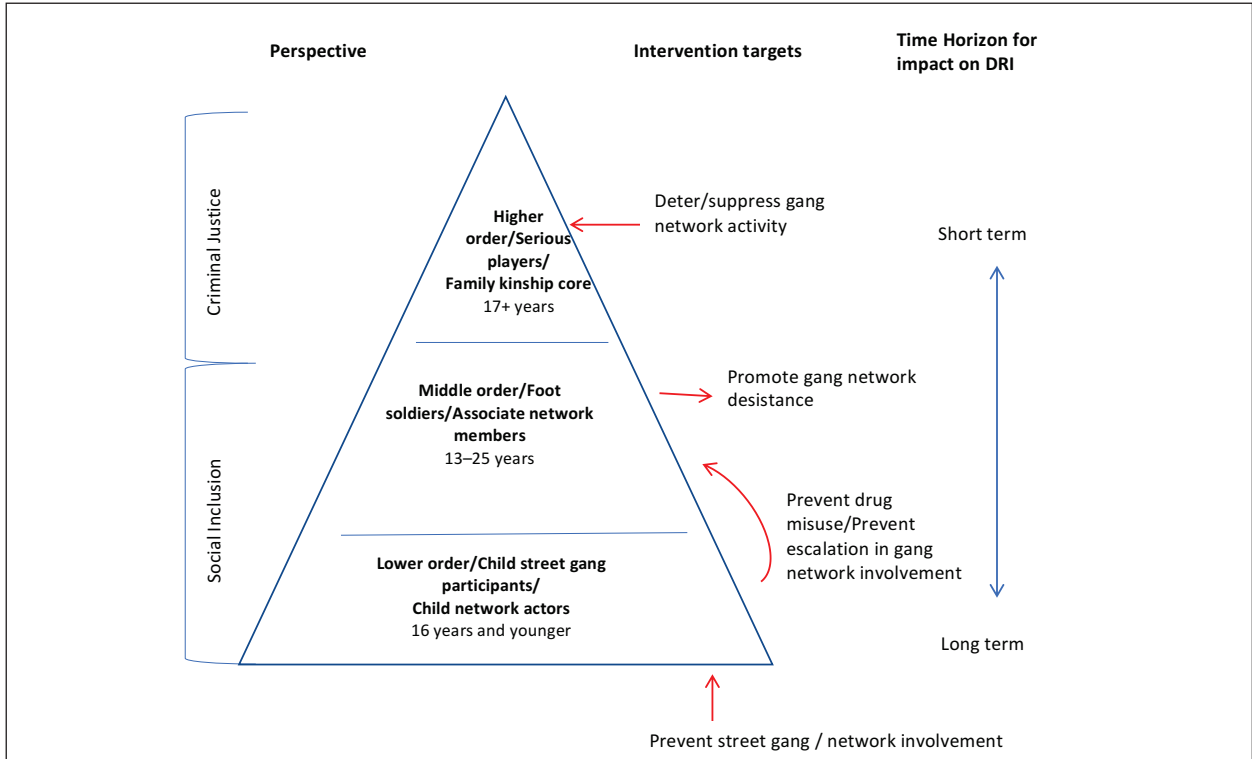 Perspective
Intervention targets
Time Horizon for
impact on DRI
Criminal Justice
Social Inclusion
Higher
order/Serious
players/
Family kinship core
17+ years
Middle order/Foot
soldiers/Associate network
members
13–25 years
Lower order/Child street gang
participants/
Child network actors
16 years and younger
Deter/suppress gang
network activity
Promote gang network
desistance
Prevent drug
misuse/Prevent
escalation in gang
network involvement
Prevent street gang / network involvement
Short term
Long term